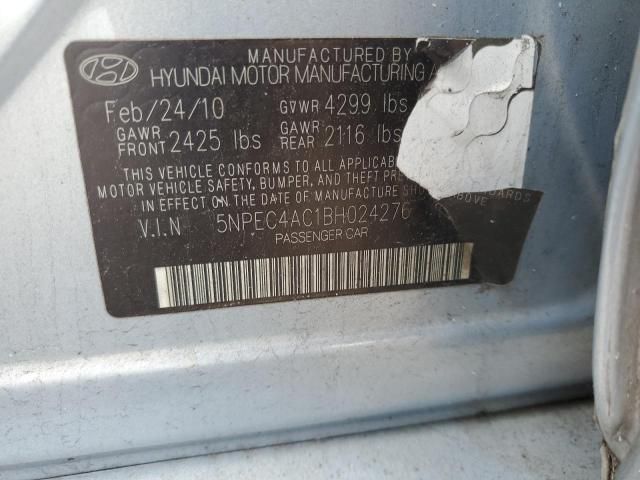 MANUFACTURED BY
HYUNDAI MOTOR MANUFACTURING A
Feb/24/10 GVWR 4299 lbs
GAWR FRONT 2425 lbs GAWR REAR 2116 lbs
THIS VEHICLE CONFORMS TO ALL APPLICABLE
MOTOR VEHICLE SAFETY, BUMPER, AND THEFT
IN EFFECT ON THE DATE OF MANUFACTURE SH ABOVE
V.I.N 5NPEC4AC1BH024276
PASSENGER CAR